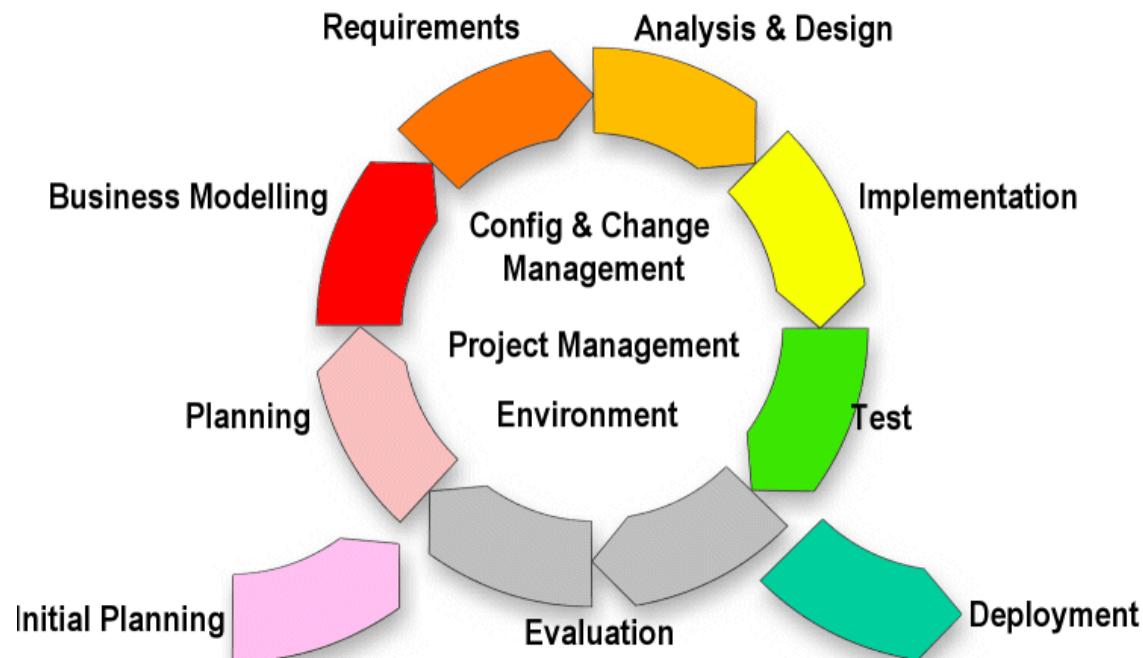 Requirements
Analysis & Design
Business Modelling
Implementation
Config & Change
Management
Project Management
Planning
Environment
Test
Initial Planning
Evaluation
Deployment